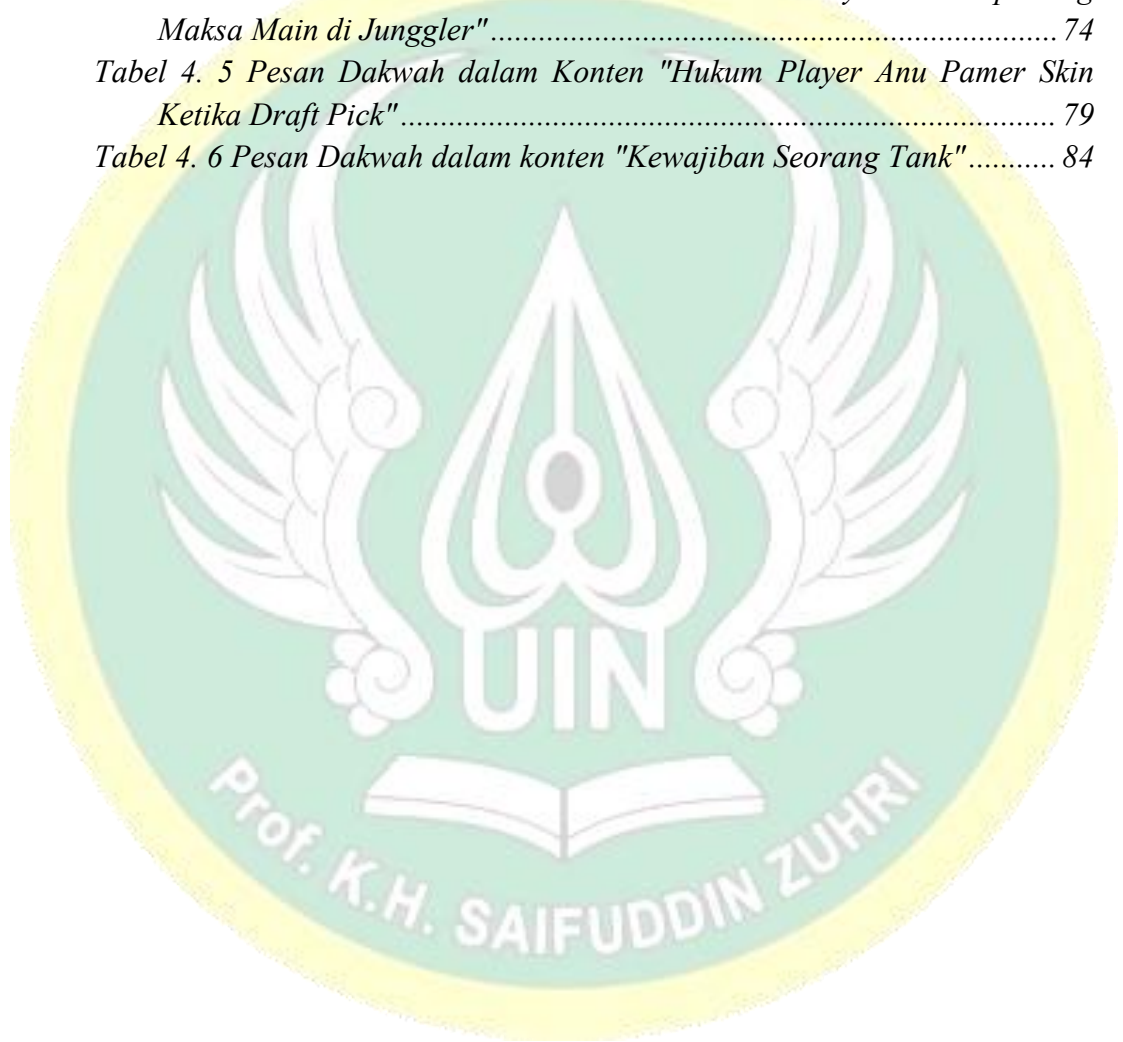 Maksa Main di Junggler" ................................................................ 74
Tabel 4. 5 Pesan Dakwah dalam Konten "Hukum Player Anu Pamer Skin
Ketika Draft Pick" .......................................................................... 79
Tabel 4. 6 Pesan Dakwah dalam konten "Kewajiban Seorang Tank" ........... 84
UIN
Prof. K.H. SAIFUDDIN ZUHRI